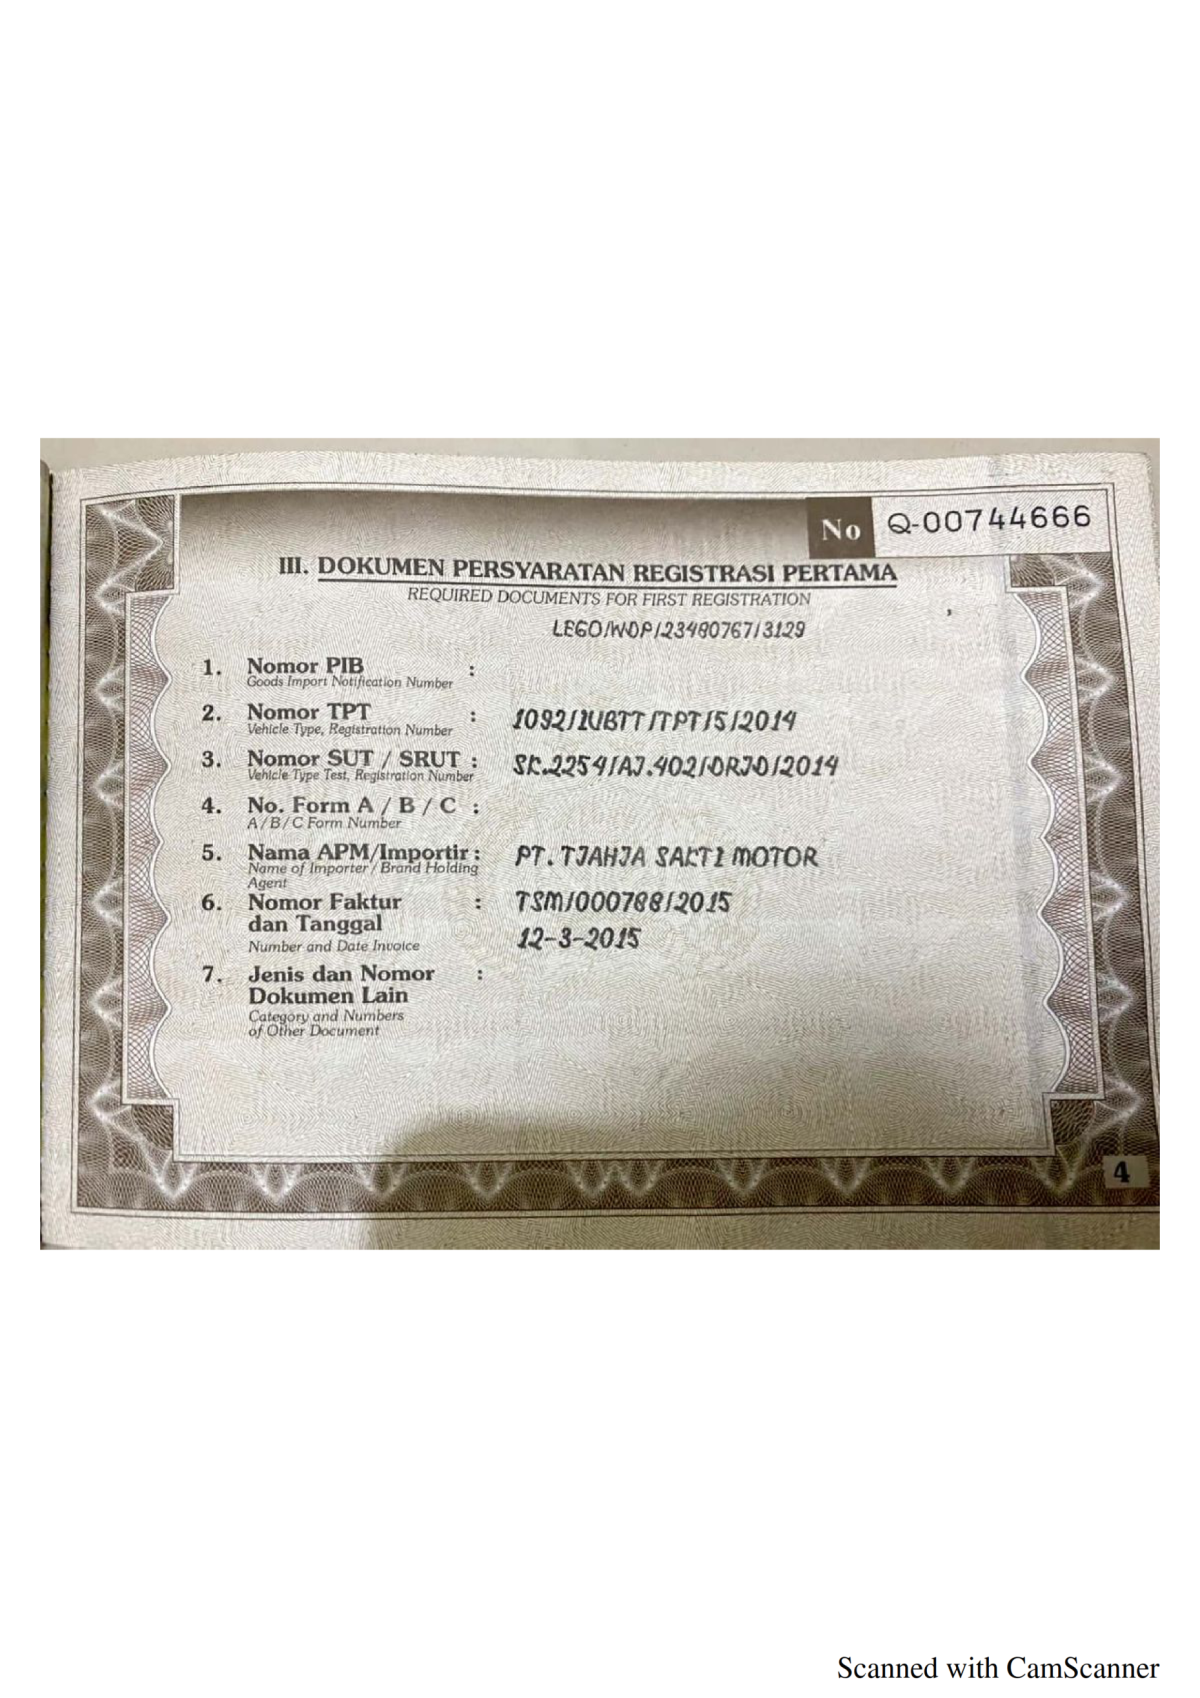 No Q-00744666
III. DOKUMEN PERSYARATAN REGISTRASI PERTAMA
REQUIRED DOCUMENTS FOR FIRST REGISTRATION
LEGO/WDP/23480767/3129
1. Nomor PIB :
Goods Import Notification Number
2. Nomor TPT : 1092/IUBTT/TPT/5/2014
Vehicle Type, Registration Number
3. Nomor SUT / SRUT : SK.2254/AJ.402/DRJD/2014
Vehicle Type Test, Registration Number
4. No. Form A / B / C :
A / B / C Form Number
5. Nama APM/Importir : PT. TJAHJA SAKTI MOTOR
Name of Importer / Brand Holding
Agent
6. Nomor Faktur : TSM/000788/2015
dan Tanggal 12-3-2015
Number and Date Invoice
7. Jenis dan Nomor :
Dokumen Lain
Category and Numbers
of Other Document
4
Scanned with CamScanner